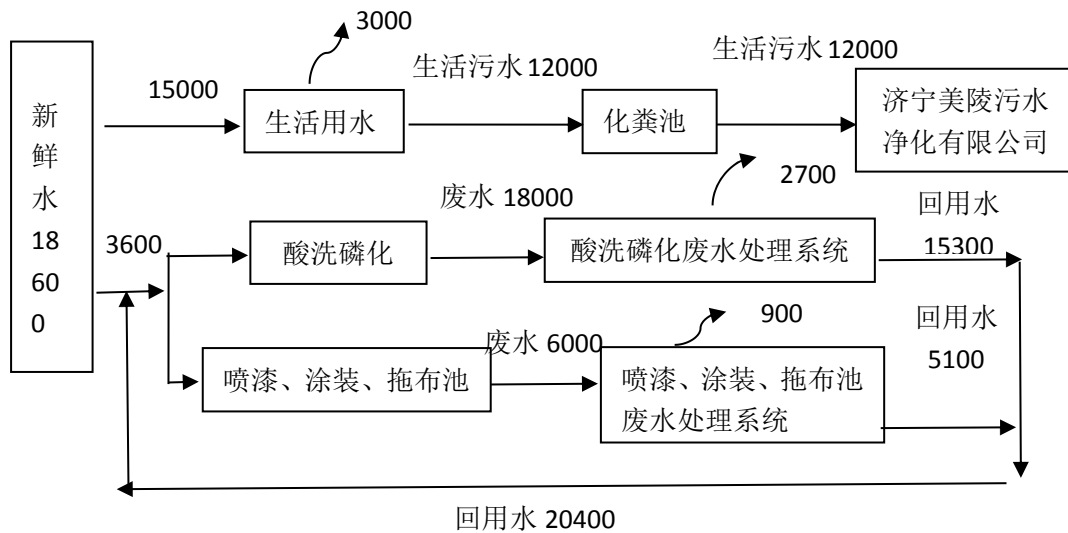 3000
生活污水 12000
生活污水 12000
15000
新
鲜
水
18
60
0
生活用水
化粪池
济宁美陵污水
净化有限公司
2700
废水 18000
回用水
15300
3600
酸洗磷化
酸洗磷化废水处理系统
900
回用水
5100
废水 6000
喷漆、涂装、拖布池
喷漆、涂装、拖布池
废水处理系统
回用水 20400